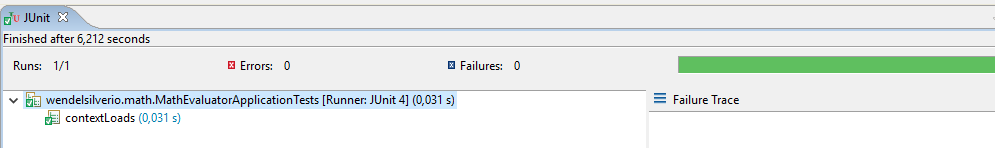 JUnit
Finished after 6,212 seconds
Runs: 1/1 Errors: 0 Failures: 0
wendelsilverio.math.MathEvaluatorApplicationTests [Runner: JUnit 4] (0,031 s)
contextLoads (0,031 s)
Failure Trace